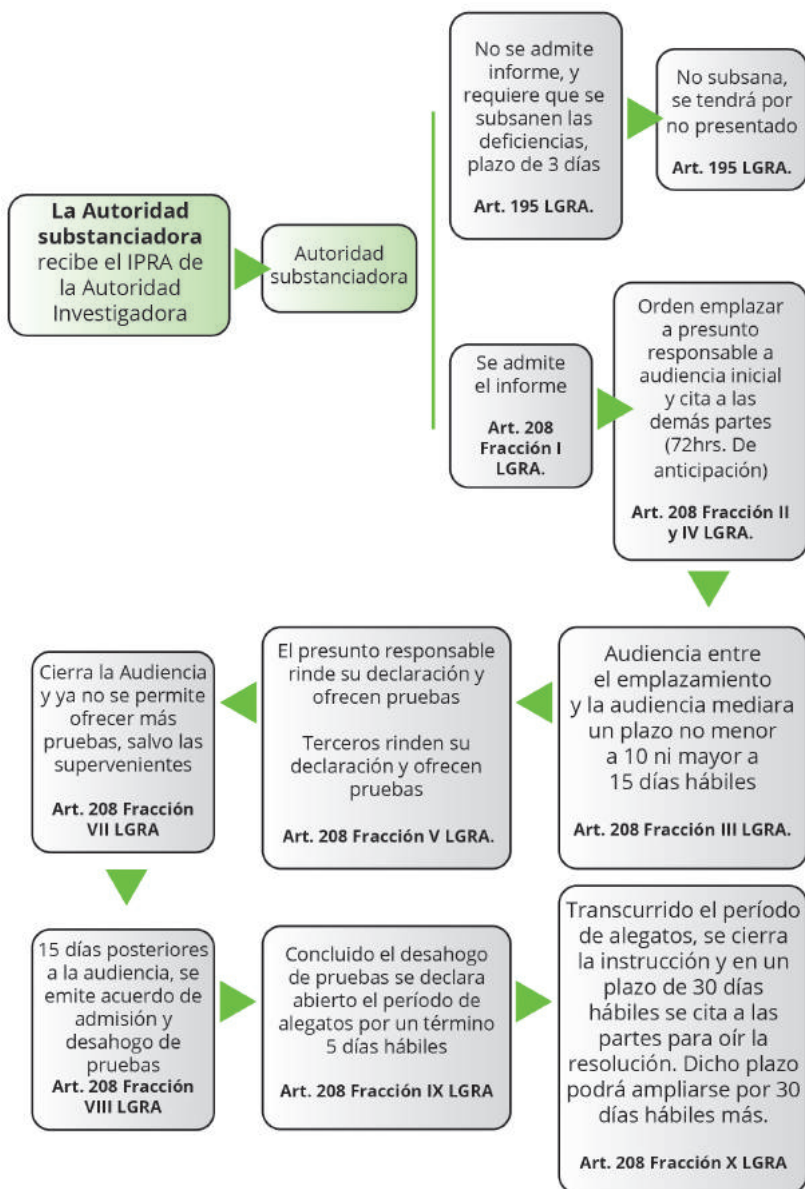 La Autoridad
substanciadora
recibe el IPRA de
la Autoridad
Investigadora
Autoridad
substanciadora
No se admite
informe, y
requiere que se
subsanen las
deficiencias,
plazo de 3 días
Art. 195 LGRA.
No subsana,
se tendrá por
no presentado
Art. 195 LGRA.
Se admite
el informe
Art. 208
Fracción I
LGRA.
Orden emplazar
a presunto
responsable a
audiencia inicial
y cita a las
demás partes
(72hrs. De
anticipación)
Art. 208 Fracción II
y IV LGRA.
Audiencia entre
el emplazamiento
y la audiencia mediara
un plazo no menor
a 10 ni mayor a
15 días hábiles
Art. 208 Fracción III LGRA.
El presunto responsable
rinde su declaración y
ofrecen pruebas
Terceros rinden su
declaración y ofrecen
pruebas
Art. 208 Fracción V LGRA.
Cierra la Audiencia
y ya no se permite
ofrecer más
pruebas, salvo las
supervenientes
Art. 208 Fracción
VII LGRA
15 días posteriores
a la audiencia, se
emite acuerdo de
admisión y
desahogo de
pruebas
Art. 208 Fracción
VIII LGRA
Concluido el desahogo
de pruebas se declara
abierto el período de
alegatos por un término
5 días hábiles
Art. 208 Fracción IX LGRA
Transcurrido el período
de alegatos, se cierra
la instrucción y en un
plazo de 30 días
hábiles se cita a las
partes para oír la
resolución. Dicho plazo
podrá ampliarse por 30
días hábiles más.
Art. 208 Fracción X LGRA